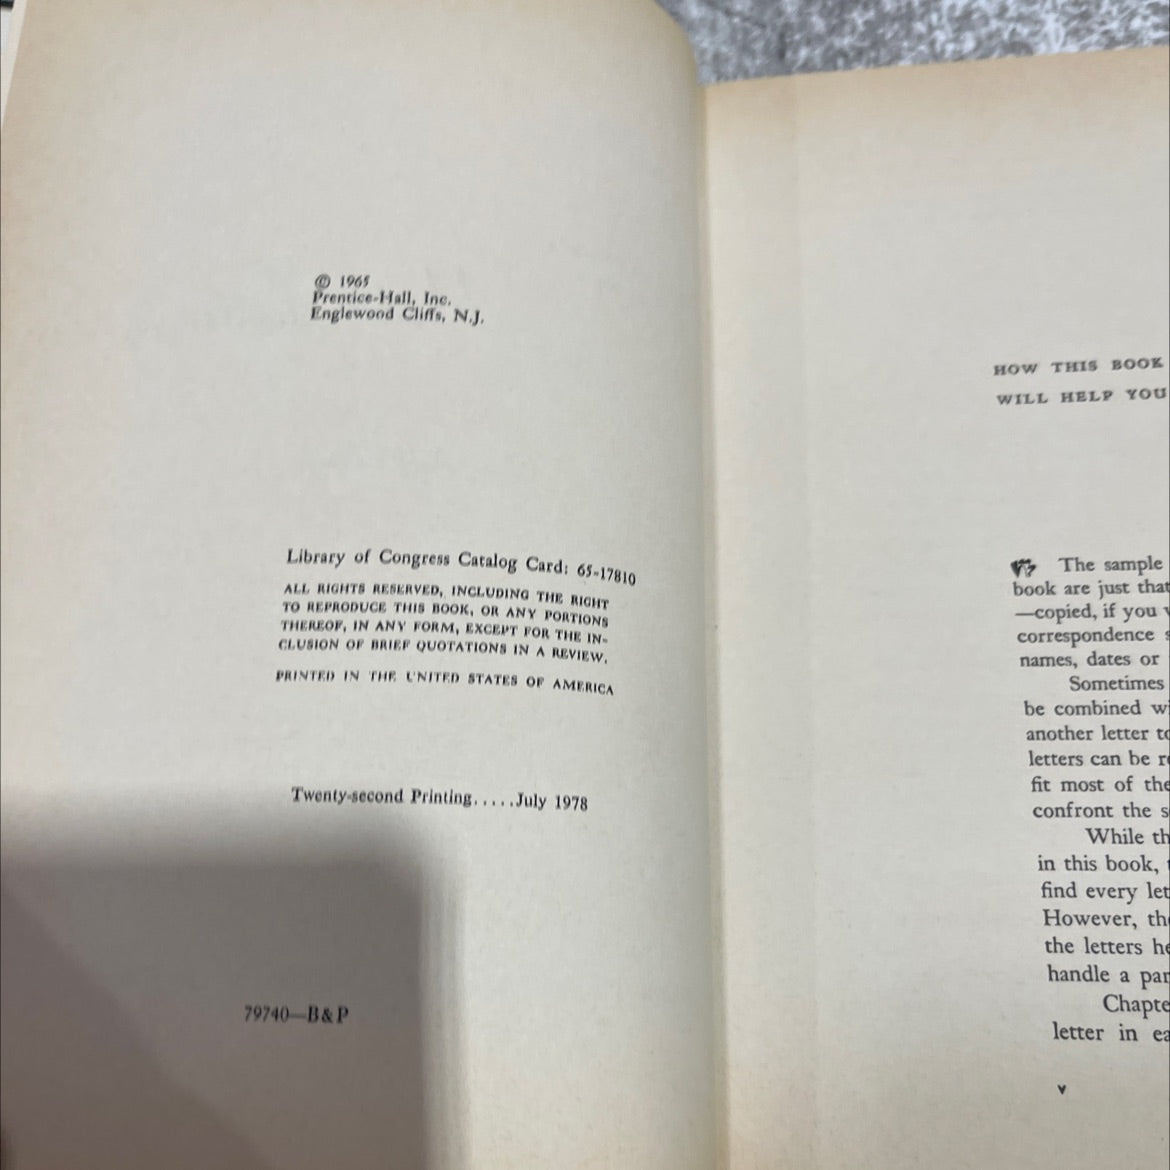 © 1965
Prentice-Hall, Inc.
Englewood Cliffs, N.J.
Library of Congress Catalog Card: 65-17810
ALL RIGHTS RESERVED, INCLUDING THE RIGHT
TO REPRODUCE THIS BOOK, OR ANY PORTIONS
THEREOF, IN ANY FORM, EXCEPT FOR THE IN-
CLUSION OF BRIEF QUOTATIONS IN A REVIEW.
PRINTED IN THE UNITED STATES OF AMERICA
Twenty-second Printing.....July 1978
79740—B&P
HOW THIS BOOK
WILL HELP YOU
The sample
book are just that
—copied, if you
correspondence
names, dates or
Sometimes
be combined
another letter
letters can be
fit most of the
confront the
While
in this book,
find every
However,
the letters
handle a
letter in
v